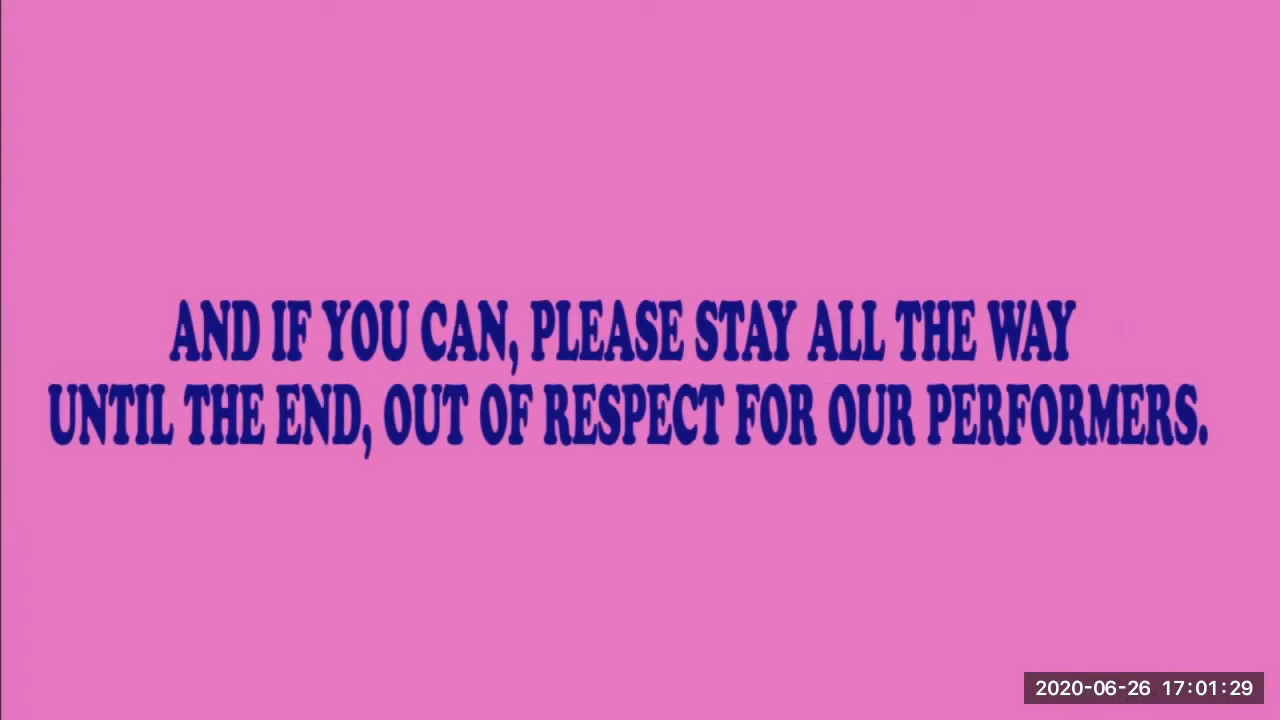 AND IF YOU CAN, PLEASE STAY ALL THE WAY
UNTIL THE END, OUT OF RESPECT FOR OUR PERFORMERS.
2020-06-26 17:01:29